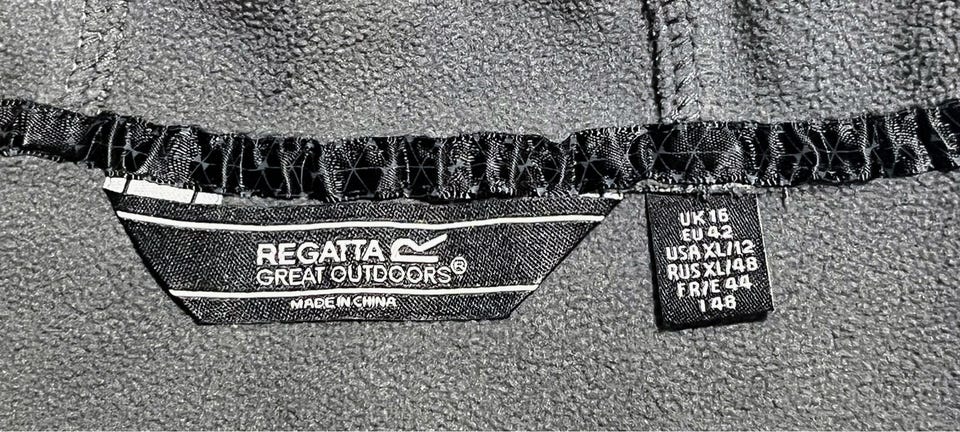 REGATTA R
GREAT OUTDOORS®
MADE IN CHINA
UK 16
EU 42
USA XL/12
RUS XL/48
FR/E 44
I 48